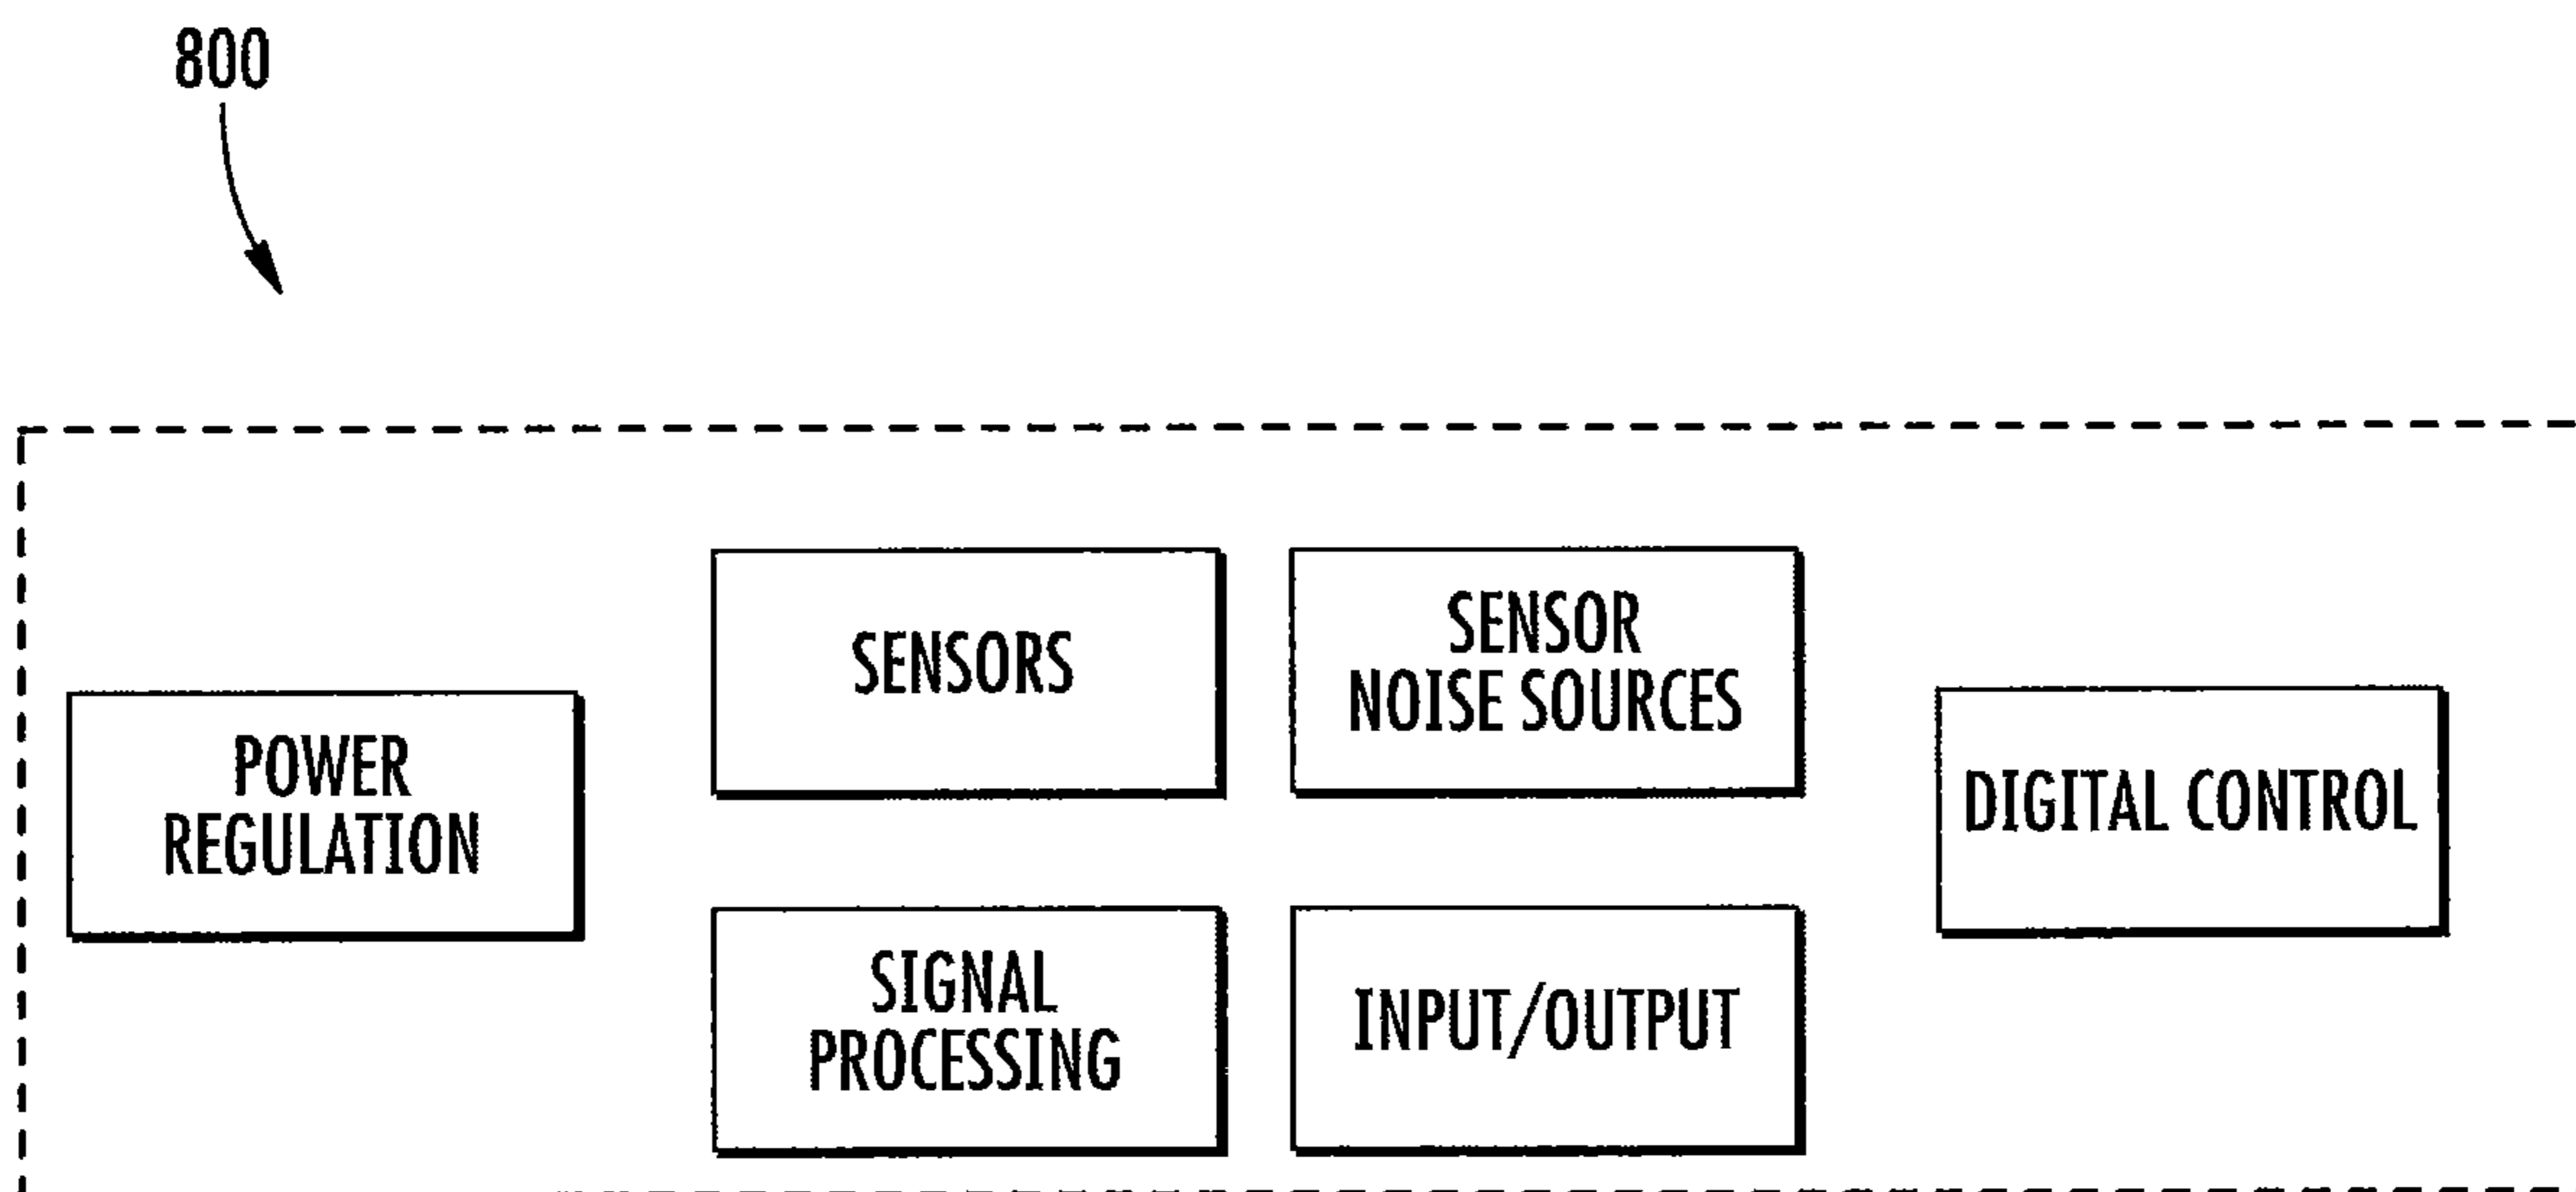 800
POWER
REGULATION
SENSORS
SENSOR
NOISE SOURCES
SIGNAL
PROCESSING
INPUT/OUTPUT
DIGITAL CONTROL